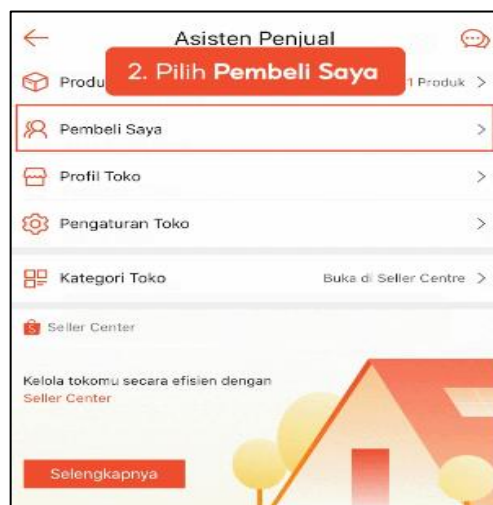 Asisten Penjual
2. Pilih Pembeli Saya
Produ
1 Produk
Pembeli Saya
Profil Toko
Pengaturan Toko
Kategori Toko
Buka di Seller Centre
Seller Center
Kelola tokomu secara efisien dengan
Seller Center
Selengkapnya